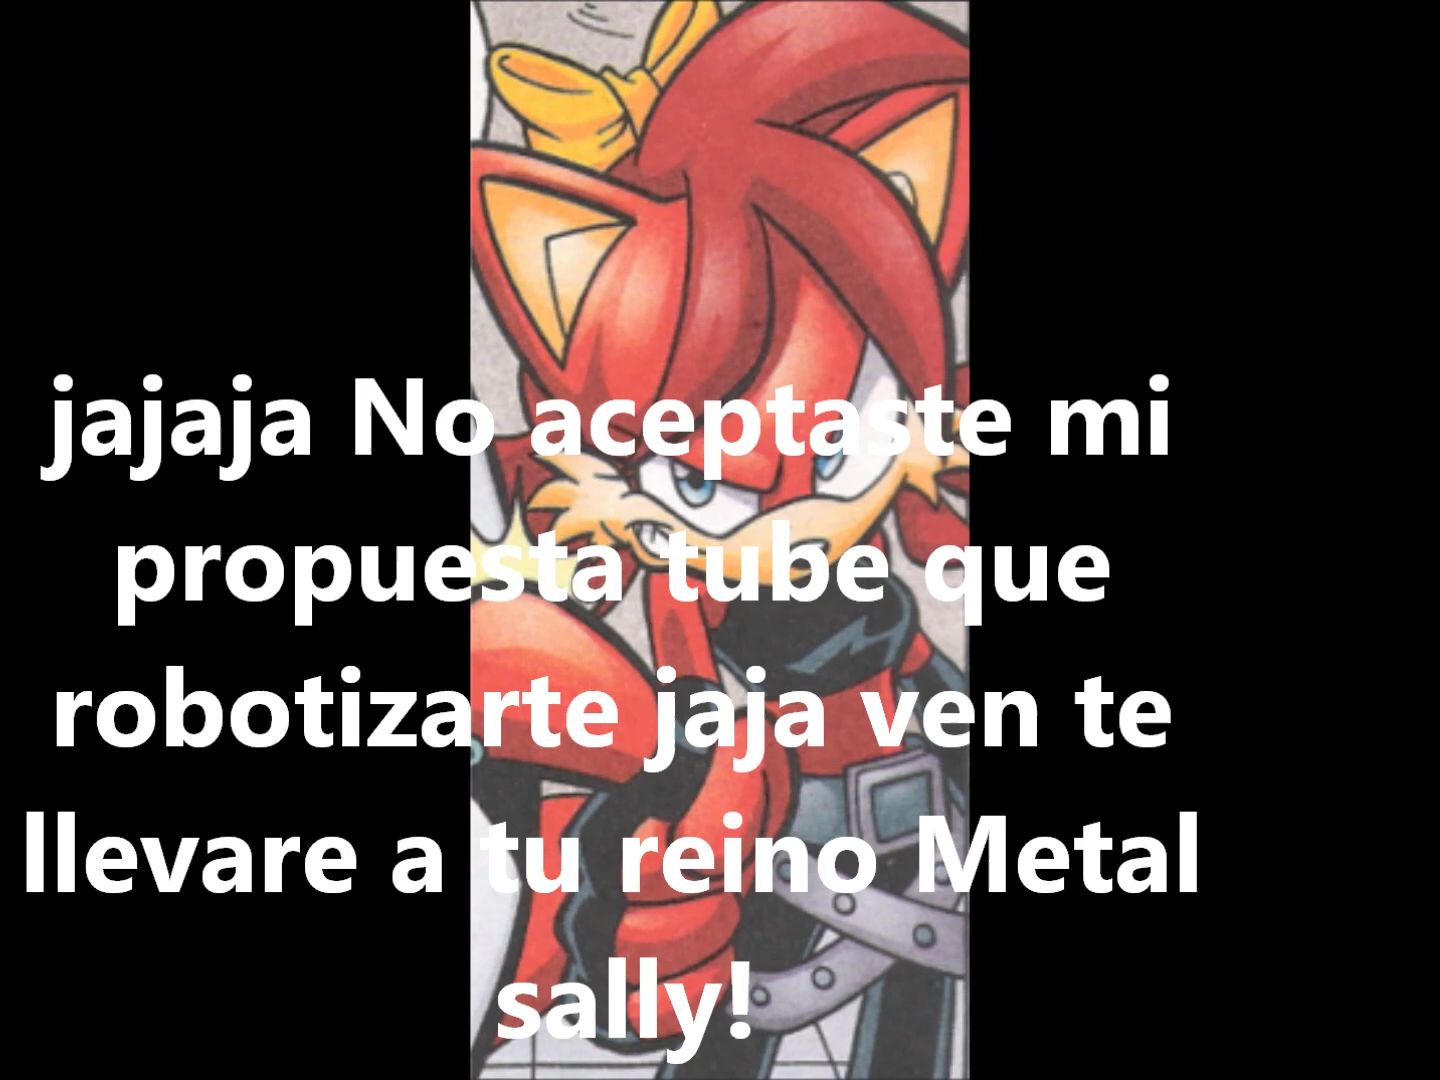 jajaja No aceptaste mi
propuesta tube que
robotizarte jaja ven te
llevare a tu reino Metal
sally!